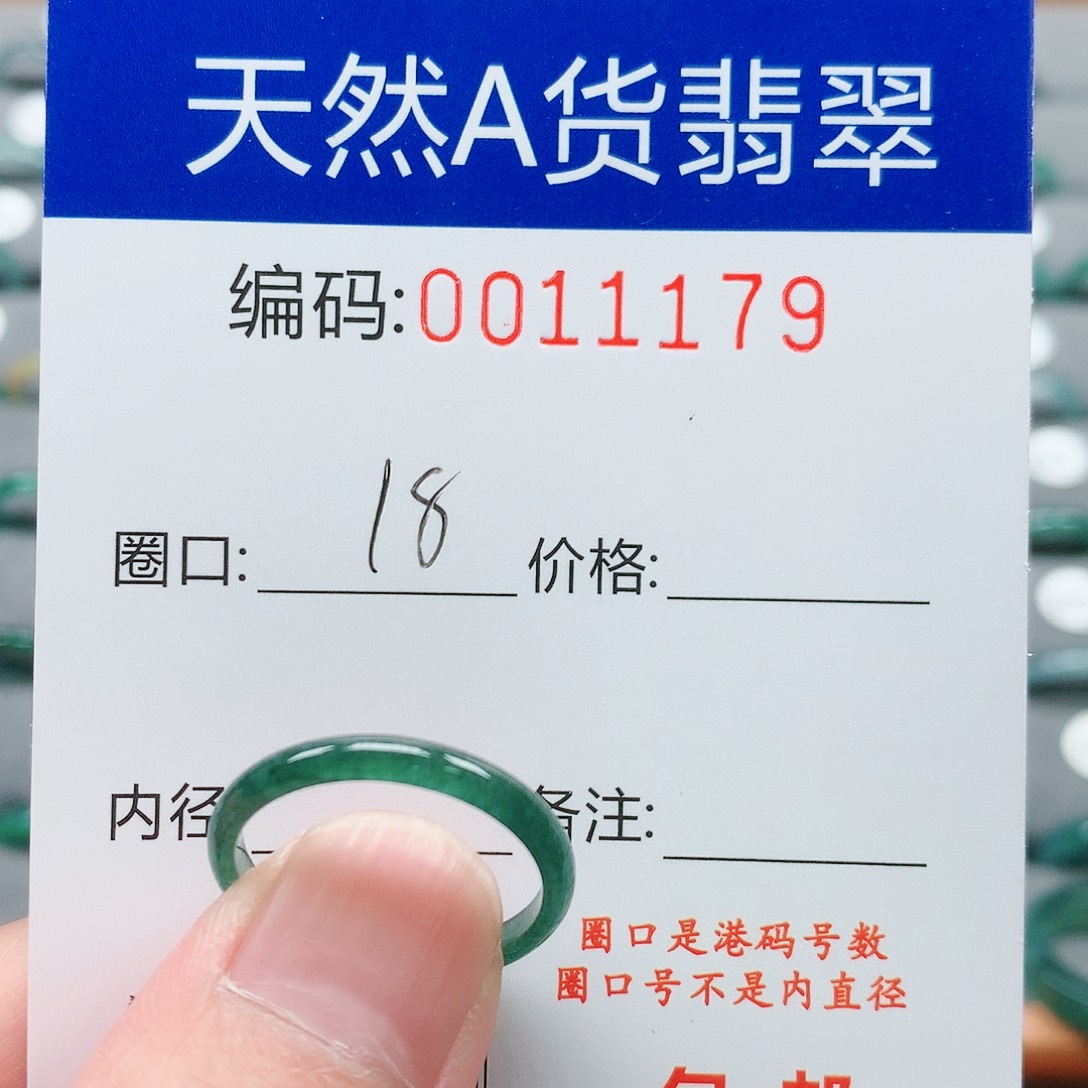 天然A货翡翠
编码:0011179
圈口: 18 价格:
内径 备注:
圈口是港码号数
圈口号不是内直径